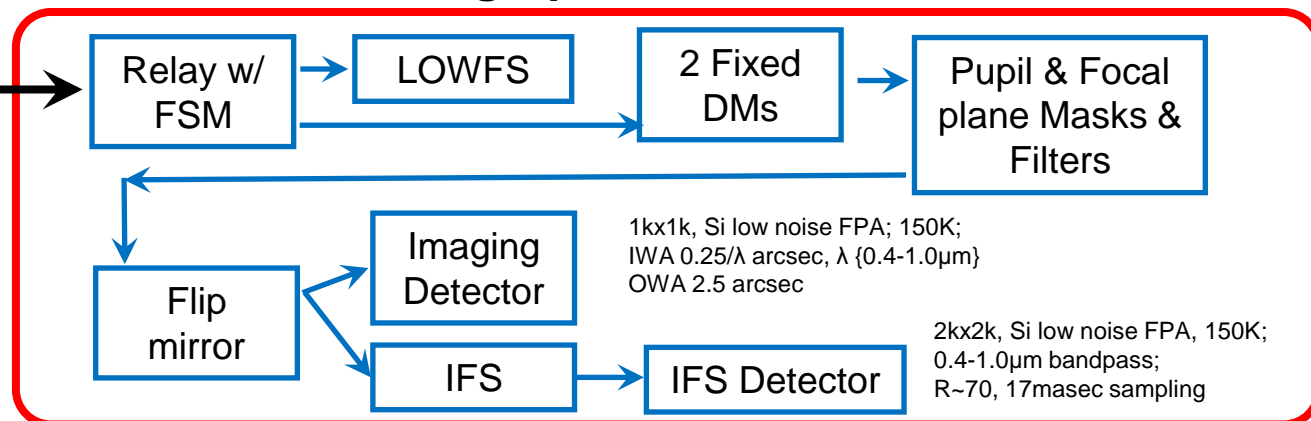 Relay w/
FSM
LOWFS
2 Fixed
DMs
Pupil & Focal
plane Masks &
Filters
Flip
mirror
Imaging
Detector
1kx1k, Si low noise FPA; 150K;
IWA 0.25/λ arcsec, λ {0.4-1.0µm}
OWA 2.5 arcsec
IFS
IFS Detector
2kx2k, Si low noise FPA, 150K;
0.4-1.0µm bandpass;
R~70, 17masec sampling